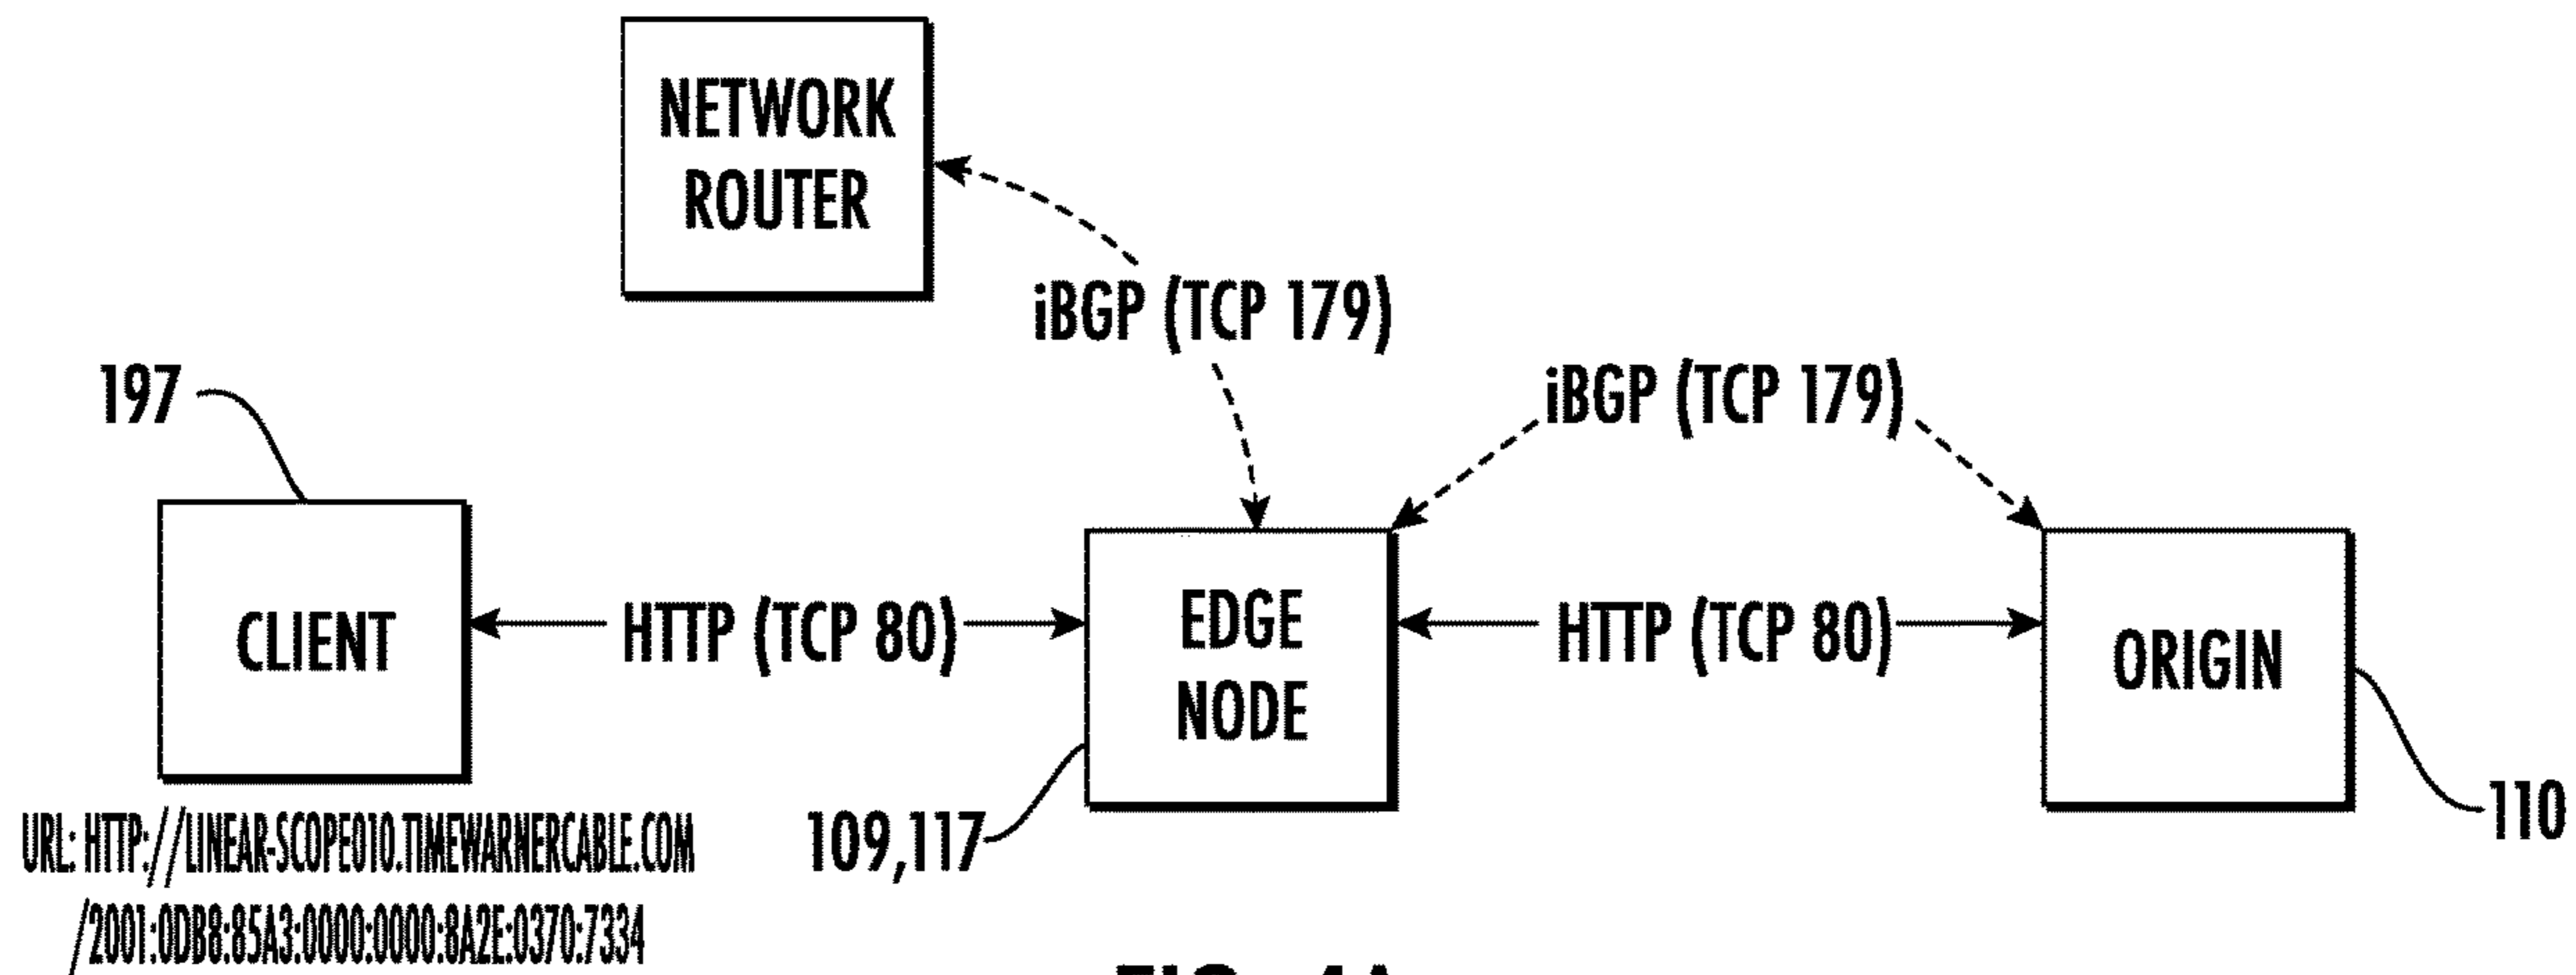 NETWORK
ROUTER
iBGP (TCP 179)
197
iBGP (TCP 179)
CLIENT
HTTP (TCP 80)
EDGE
NODE
HTTP (TCP 80)
ORIGIN
109,117
110
URL: HTTP://LINEAR-SCOPE010.TIMEWARNERCABLE.COM
/2001:0DB8:85A3:0000:0000:8A2E:0370:7334